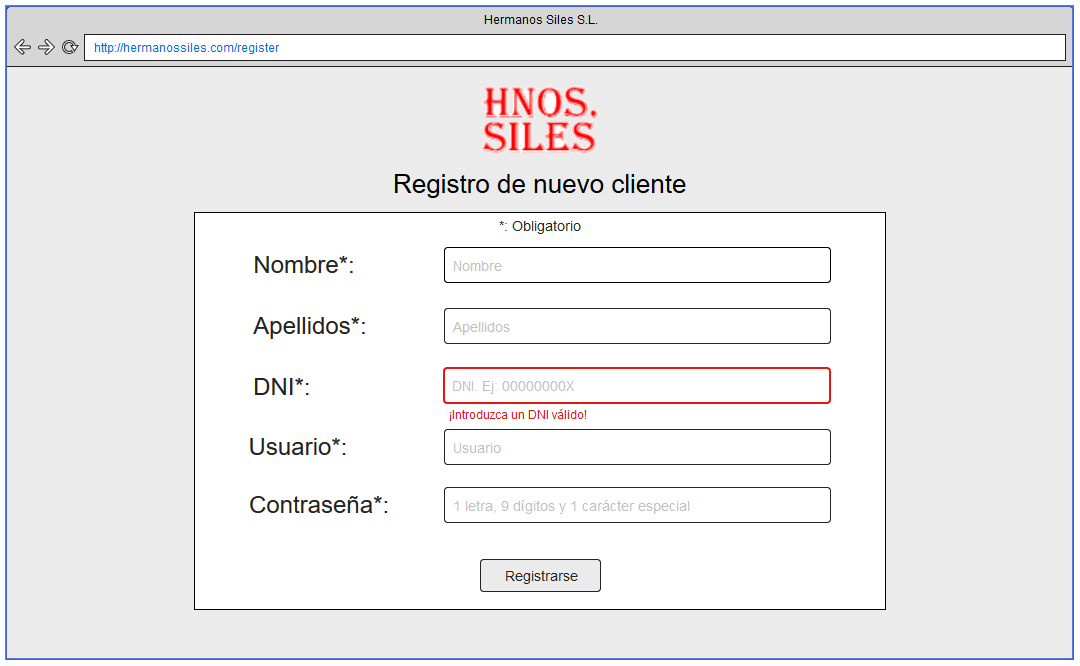 Hermanos Siles S.L.
http://hermanossiles.com/register
HNOS.
SILES
Registro de nuevo cliente
*: Obligatorio
Nombre*:
Nombre
Apellidos*:
Apellidos
DNI*:
DNI. Ej: 00000000X
¡Introduzca un DNI válido!
Usuario*:
Usuario
Contraseña*:
1 letra, 9 dígitos y 1 carácter especial
Registrarse